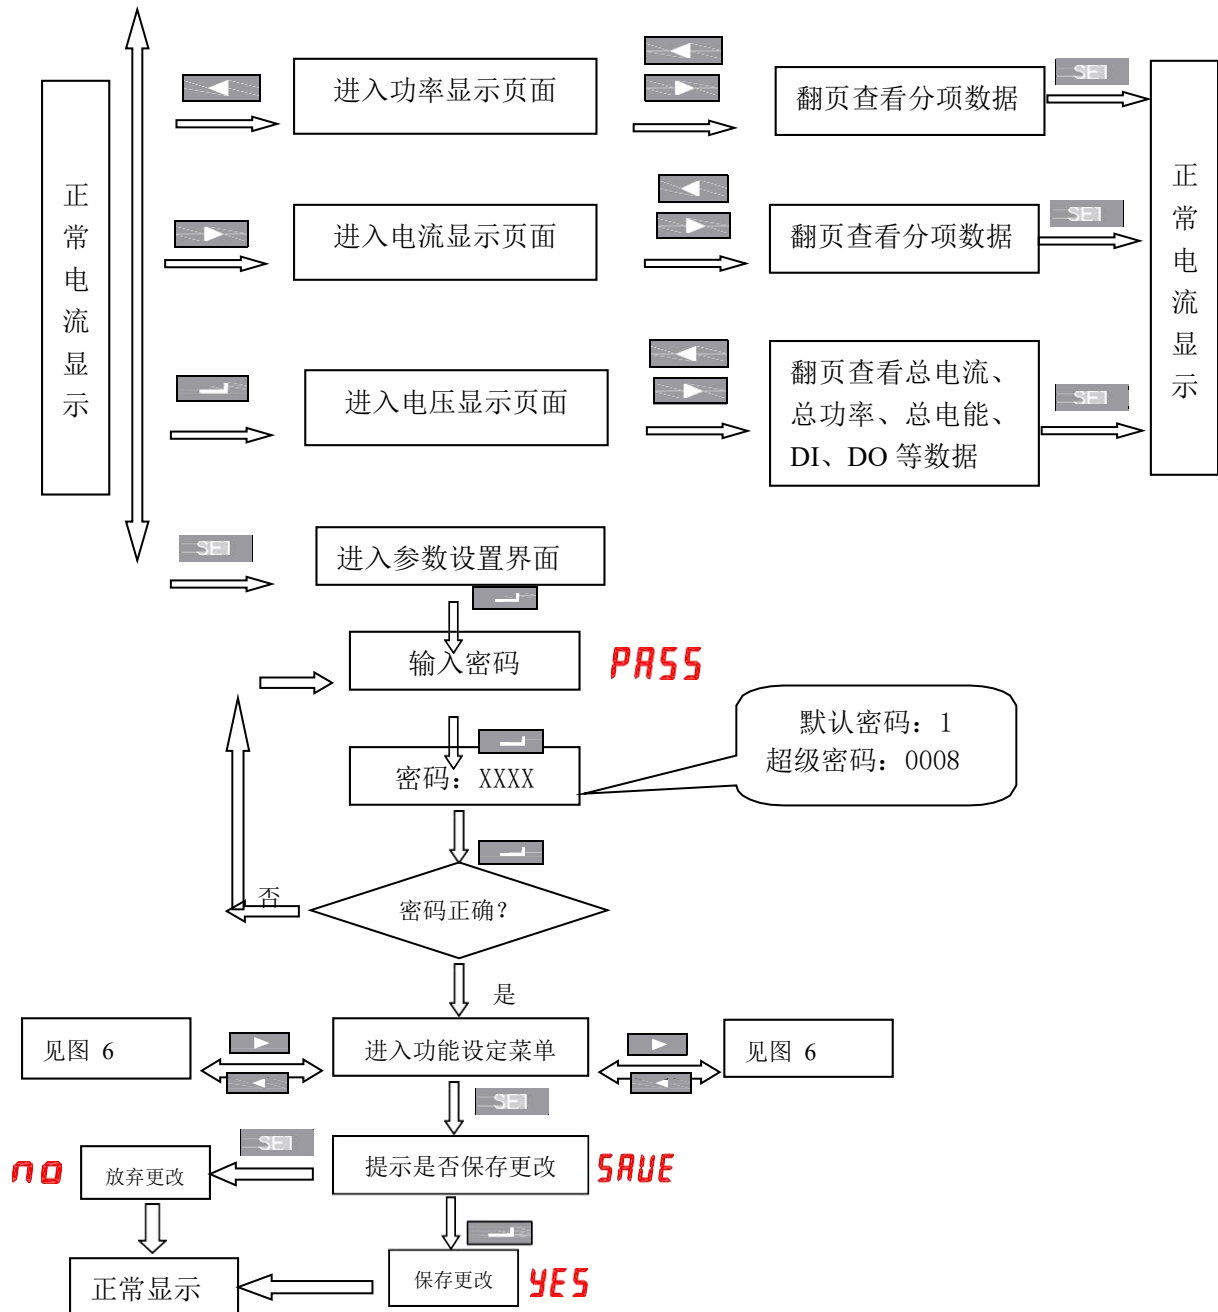 正常电流显示
进入功率显示页面
翻页查看分项数据
SET
正常电流显示
进入电流显示页面
翻页查看分项数据
SET
进入电压显示页面
翻页查看总电流、
总功率、总电能、
DI、DO 等数据
SET
SET
进入参数设置界面
输入密码
PASS
默认密码：1
超级密码：0008
密码：XXXX
否
密码正确？
是
见图 6
进入功能设定菜单
见图 6
SET
SET
no
放弃更改
提示是否保存更改
SAVE
正常显示
保存更改
YES